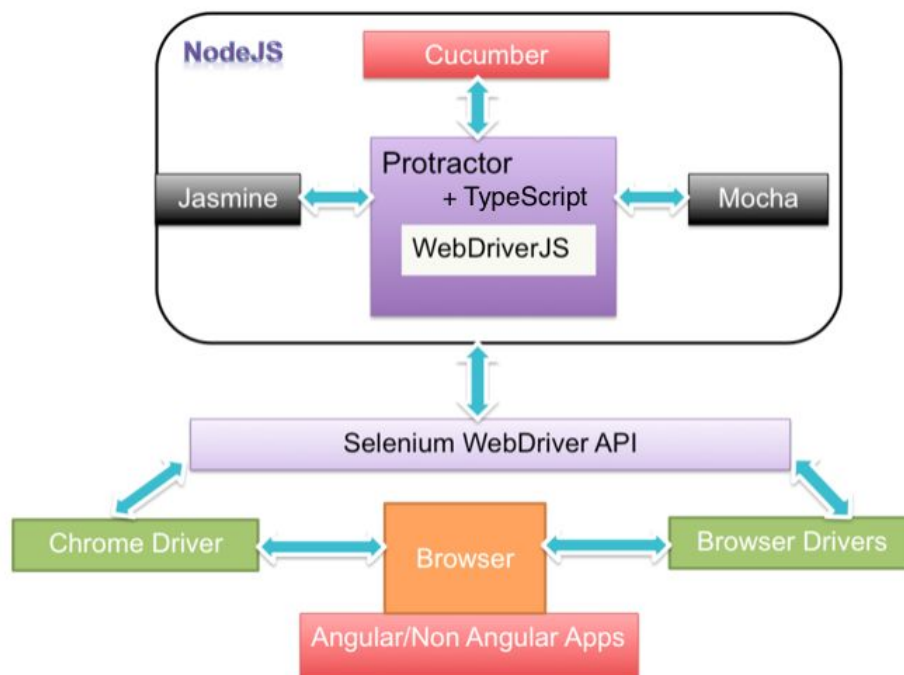 NodeJS
Cucumber
Protractor
+ TypeScript
WebDriverJS
Jasmine
Mocha
Selenium WebDriver API
Chrome Driver
Browser
Browser Drivers
Angular/Non Angular Apps